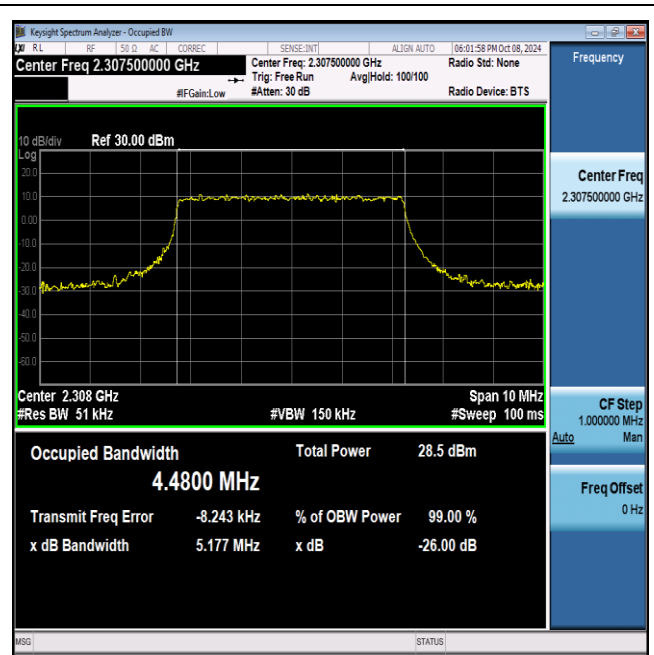 Keysight Spectrum Analyzer - Occupied BW
LXI RL RF 50 Ω AC CORREC SENSE:INT ALIGN AUTO 06:01:58 PM Oct 08, 2024
Center Freq 2.307500000 GHz
Center Freq: 2.307500000 GHz Radio Std: None
Trig: Free Run Avg|Hold: 100/100
#IFGain:Low #Atten: 30 dB Radio Device: BTS
10 dB/div Ref 30.00 dBm
Log
20.0
10.0
0.00
-10.0
-20.0
-30.0
-40.0
-50.0
-60.0
Center 2.308 GHz Span 10 MHz
#Res BW 51 kHz #VBW 150 kHz #Sweep 100 ms
Occupied Bandwidth Total Power 28.5 dBm
4.4800 MHz
Transmit Freq Error -8.243 kHz % of OBW Power 99.00 %
x dB Bandwidth 5.177 MHz x dB -26.00 dB
MSG STATUS
Frequency
Center Freq
2.307500000 GHz
CF Step
1.000000 MHz
Auto Man
Freq Offset
0 Hz